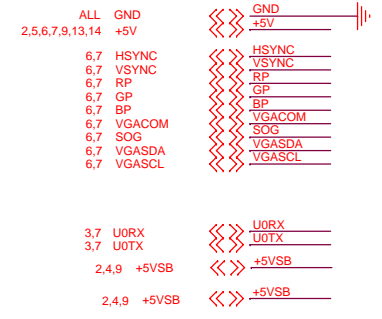 ALL GND GND
2,5,6,7,9,13,14 +5V +5V
6,7 HSYNC HSYNC
6,7 VSYNC VSYNC
6,7 RP RP
6,7 GP GP
6,7 BP BP
6,7 VGACOM VGACOM
6,7 SOG SOG
6,7 VGASDA VGASDA
6,7 VGASCL VGASCL
3,7 U0RX U0RX
3,7 U0TX U0TX
2,4,9 +5VSB +5VSB
2,4,9 +5VSB +5VSB